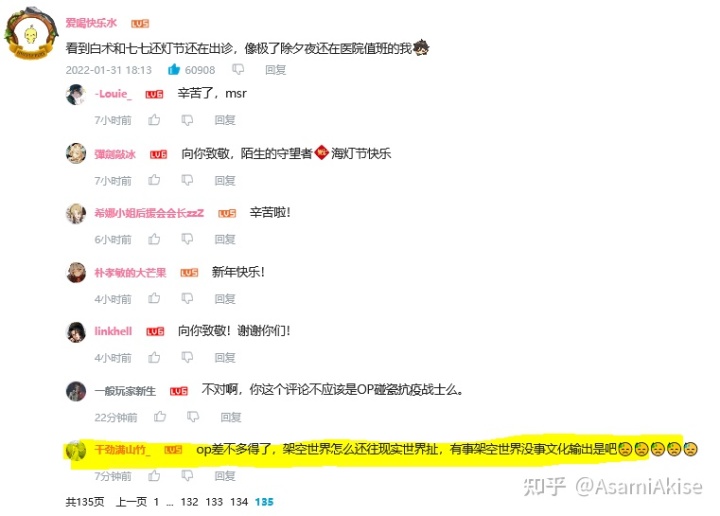 爱喝快乐水 LV5
看到白术和七七还灯节还在出诊，像极了除夕夜还在医院值班的我
2022-01-31 18:13 60908 回复
-Louie_ LV6 辛苦了，msr
7小时前 回复
弹剑敲冰 LV6 向你致敬，陌生的守望者 海灯节快乐
7小时前 回复
希娜小姐后援会会长zzZ LV5 辛苦啦！
6小时前 回复
朴孝敏的大芒果 LV5 新年快乐！
4小时前 回复
linkhell LV6 向你致敬！谢谢你们！
4小时前 回复
一般玩家新生 LV6 不对啊，你这个评论不应该是OP碰瓷抗疫战士么。
22分钟前 回复
干劲满山竹_ LV5 op差不多得了，架空世界怎么还往现实世界扯，有事架空世界没事文化输出是吧
7分钟前 回复
共135页 上一页 1 ... 132 133 134 135
知乎 @AsamiAkise